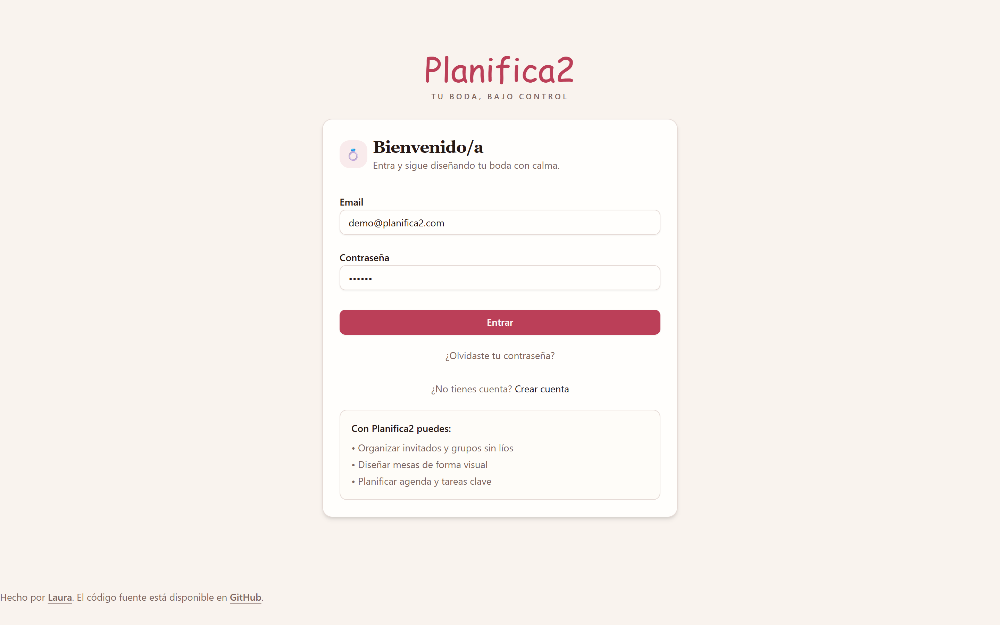 Planifica2
TU BODA, BAJO CONTROL
Bienvenido/a
Entra y sigue diseñando tu boda con calma.
Email
demo@planifica2.com
Contraseña
••••••
Entrar
¿Olvidaste tu contraseña?
¿No tienes cuenta? Crear cuenta
Con Planifica2 puedes:
• Organizar invitados y grupos sin líos
• Diseñar mesas de forma visual
• Planificar agenda y tareas clave
Hecho por Laura. El código fuente está disponible en GitHub.